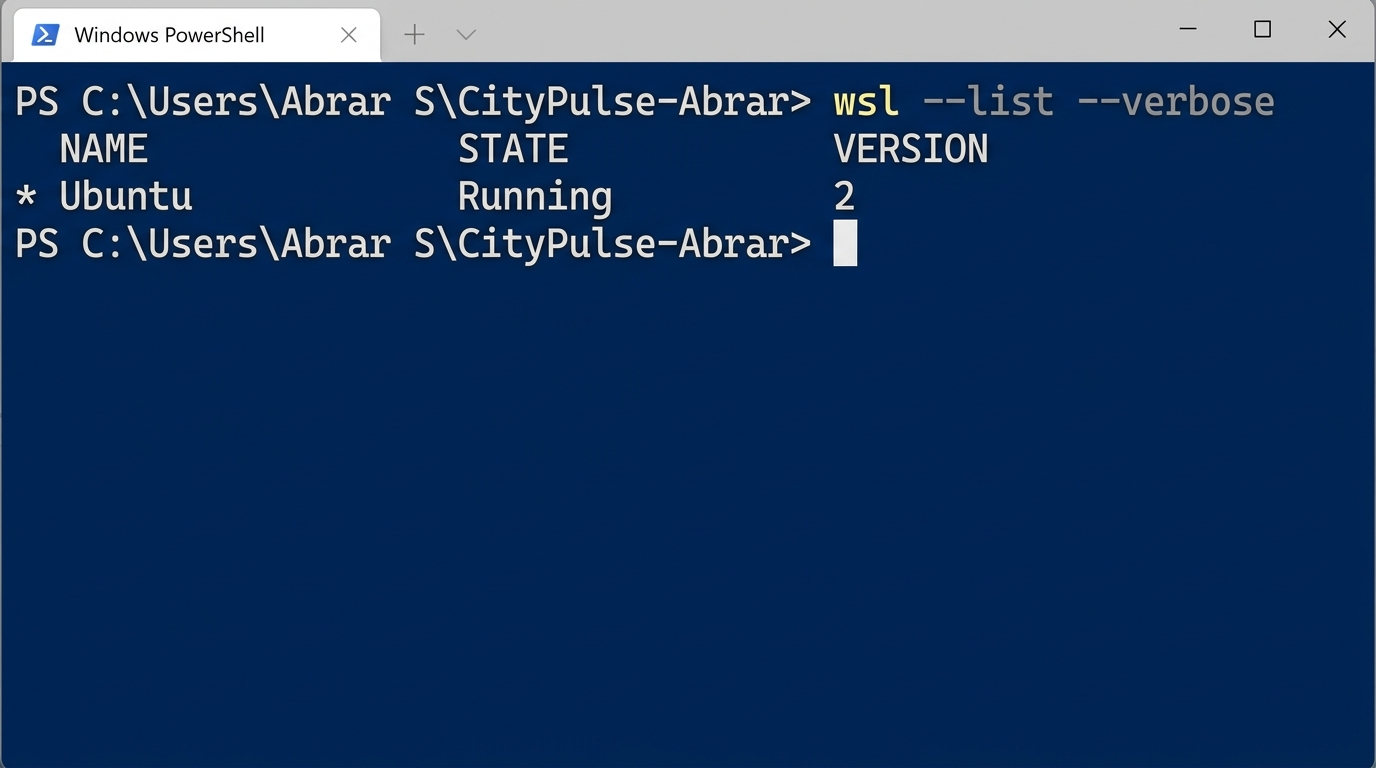 Windows PowerShell
PS C:\Users\Abrar S\CityPulse-Abrar> wsl --list --verbose
  NAME              STATE            VERSION
* Ubuntu            Running          2
PS C:\Users\Abrar S\CityPulse-Abrar>